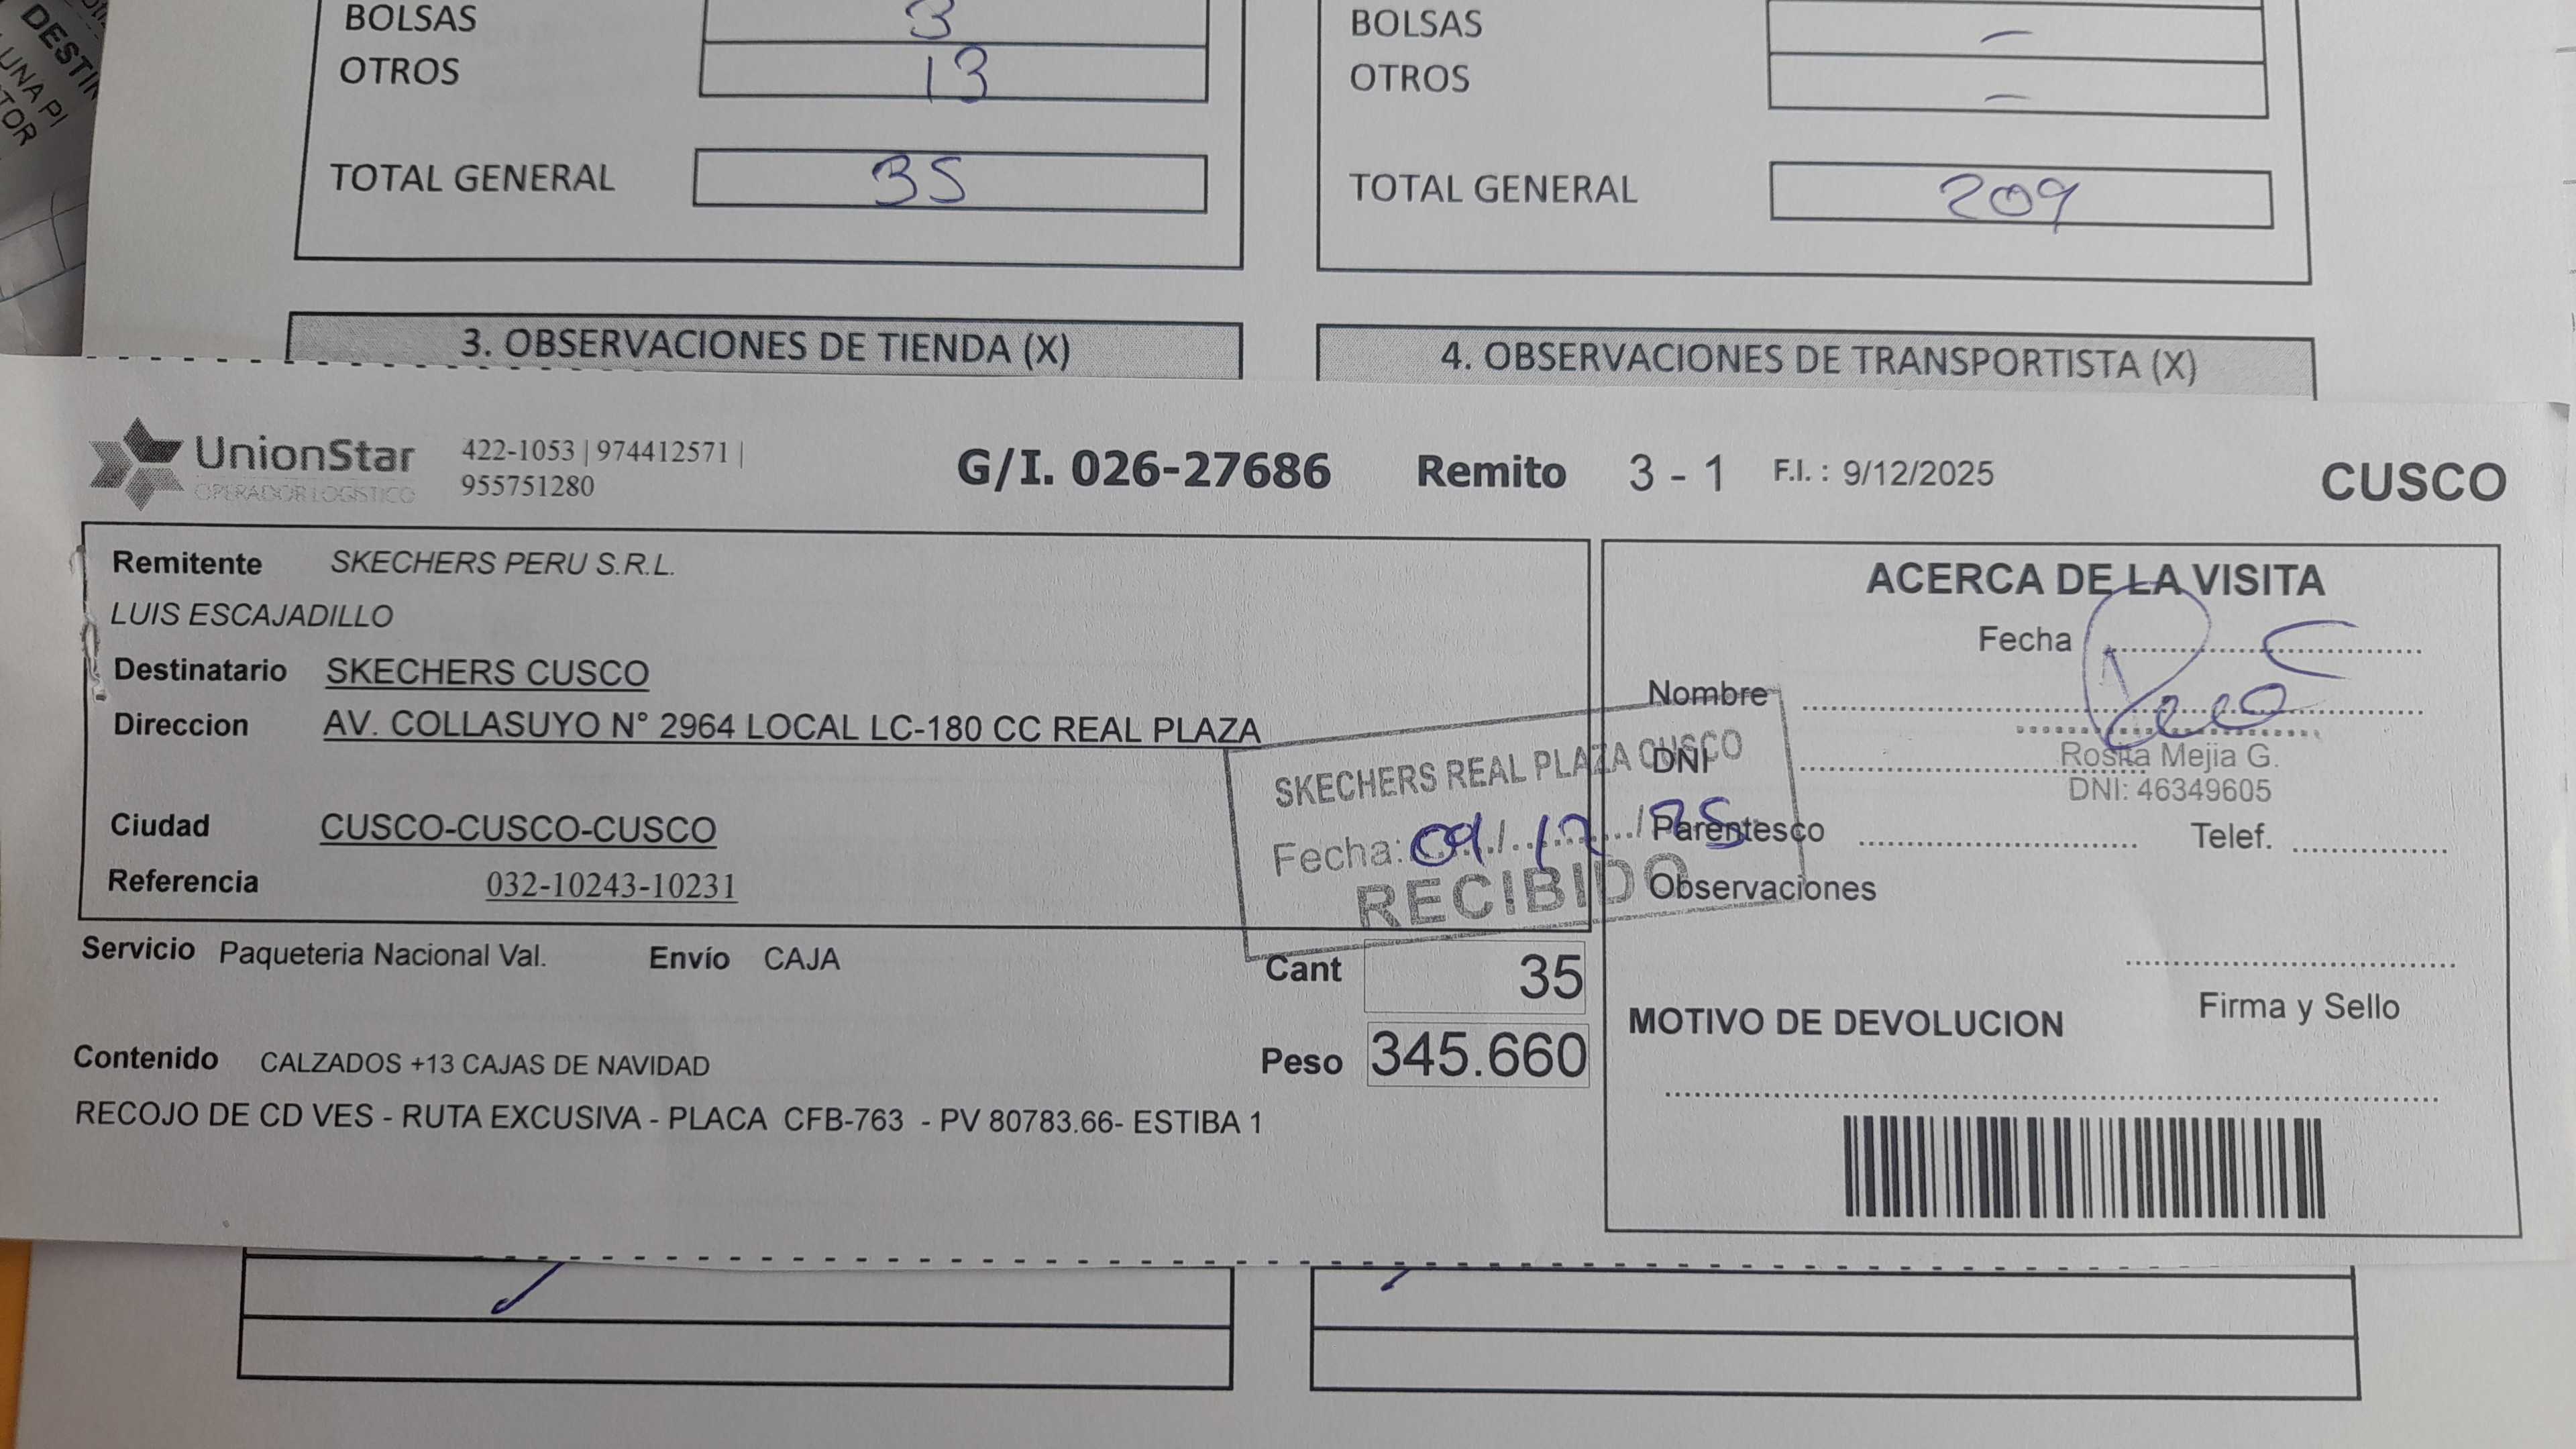 DESTIN
UNA PI
TOR
BOLSAS 3
OTROS 13
TOTAL GENERAL 35
BOLSAS –
OTROS –
TOTAL GENERAL 209
3. OBSERVACIONES DE TIENDA (X)
4. OBSERVACIONES DE TRANSPORTISTA (X)
UnionStar
OPERADOR LOGISTICO
422-1053 | 974412571 |
955751280
G/I. 026-27686 Remito 3 - 1 F.I. : 9/12/2025 CUSCO
Remitente SKECHERS PERU S.R.L.
LUIS ESCAJADILLO
Destinatario SKECHERS CUSCO
Direccion AV. COLLASUYO N° 2964 LOCAL LC-180 CC REAL PLAZA
Ciudad CUSCO-CUSCO-CUSCO
Referencia 032-10243-10231
SKECHERS REAL PLAZA CUSCO
Fecha: 09/12/25
RECIBIDO
Servicio Paqueteria Nacional Val. Envío CAJA
Cant 35
Peso 345.660
Contenido CALZADOS +13 CAJAS DE NAVIDAD
RECOJO DE CD VES - RUTA EXCUSIVA - PLACA CFB-763 - PV 80783.66- ESTIBA 1
ACERCA DE LA VISITA
Fecha
Nombre
DNI
Rosita Mejia G.
DNI: 46349605
Parentesco Telef.
Observaciones
Firma y Sello
MOTIVO DE DEVOLUCION